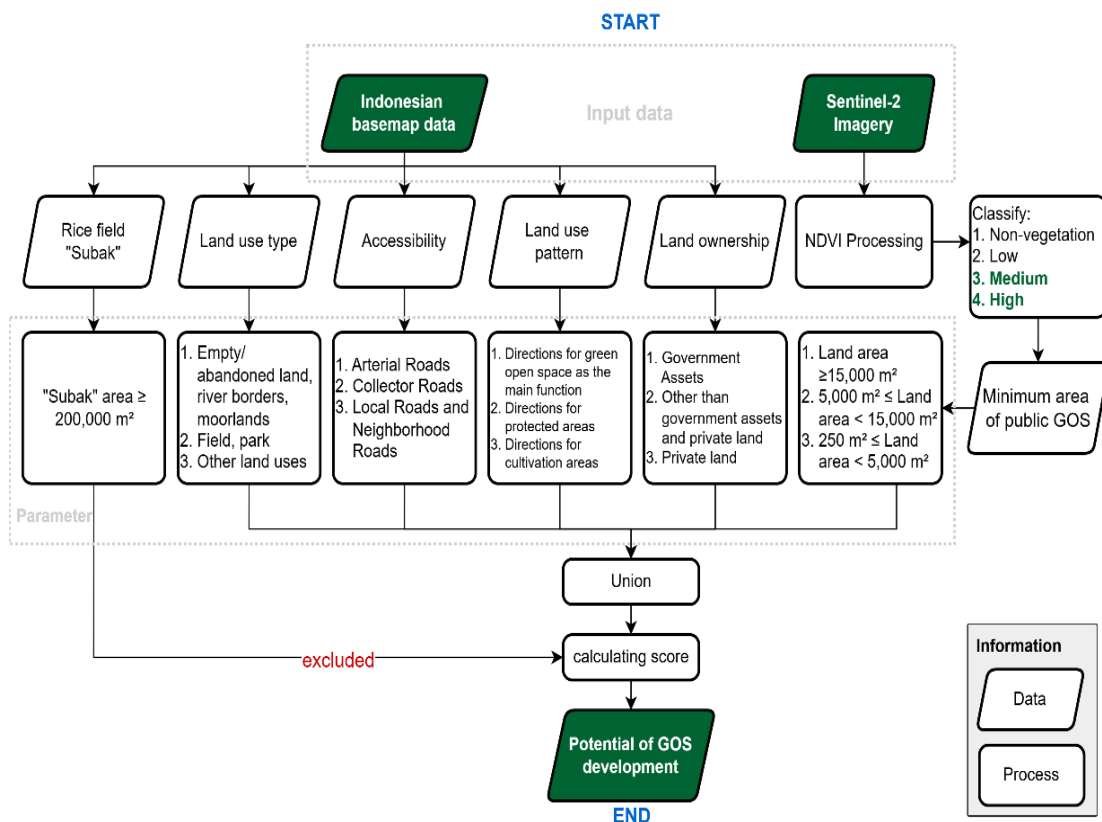 START
Input data
Indonesian
basemap data
Sentinel-2
Imagery
Rice field
"Subak"
Land use type
Accessibility
Land use
pattern
Land ownership
NDVI Processing
Classify:
1. Non-vegetation
2. Low
3. Medium
4. High
"Subak" area ≥
200,000 m²
1. Empty/
abandoned land,
river borders,
moorlands
2. Field, park
3. Other land uses
1. Arterial Roads
2. Collector Roads
3. Local Roads and
Neighborhood
Roads
1. Directions for green
open space as the
main function
2. Directions for
protected areas
3. Directions for
cultivation areas
1. Government
Assets
2. Other than
government assets
and private land
3. Private land
1. Land area
≥15,000 m²
2. 5,000 m² ≤ Land
area < 15,000 m²
3. 250 m² ≤ Land
area < 5,000 m²
Minimum area
of public GOS
Parameter
Union
excluded
calculating score
Potential of GOS
development
END
Information
Data
Process